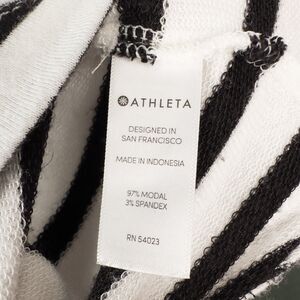 ATHLETA
DESIGNED IN
SAN FRANCISCO
MADE IN INDONESIA
97% MODAL
3% SPANDEX
RN 54023